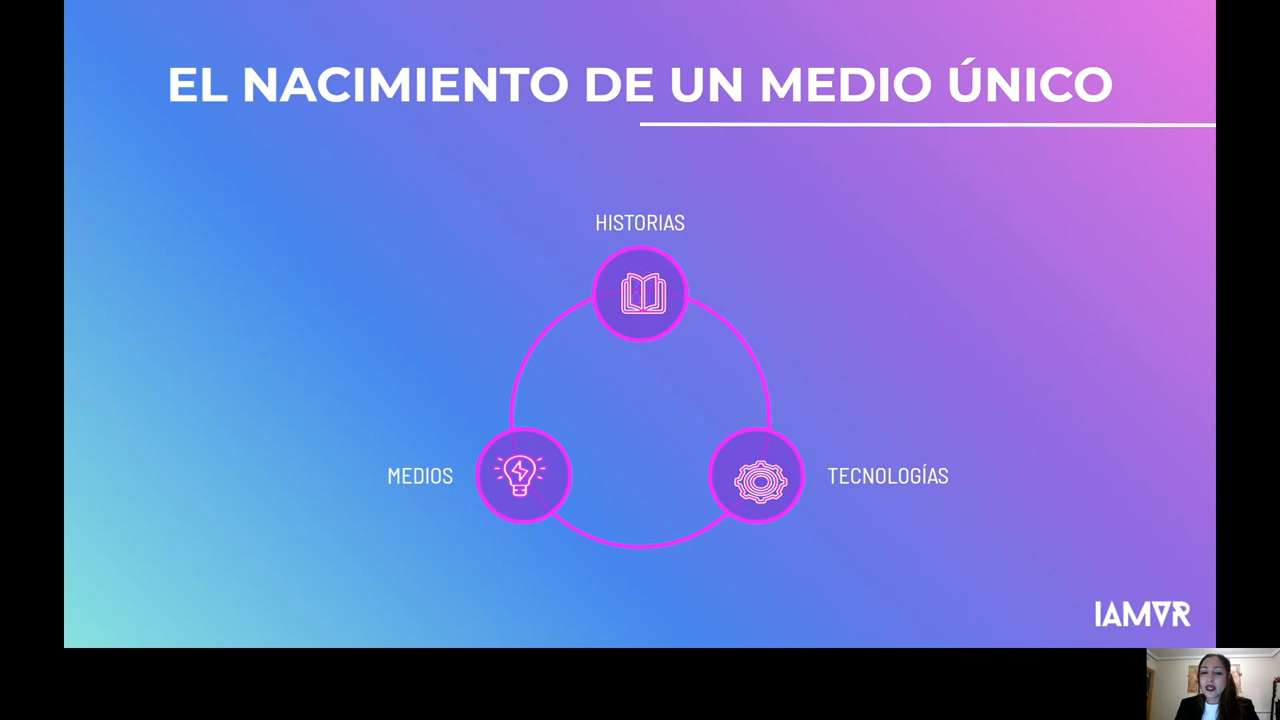 EL NACIMIENTO DE UN MEDIO ÚNICO
HISTORIAS
MEDIOS
TECNOLOGÍAS
IAMVR